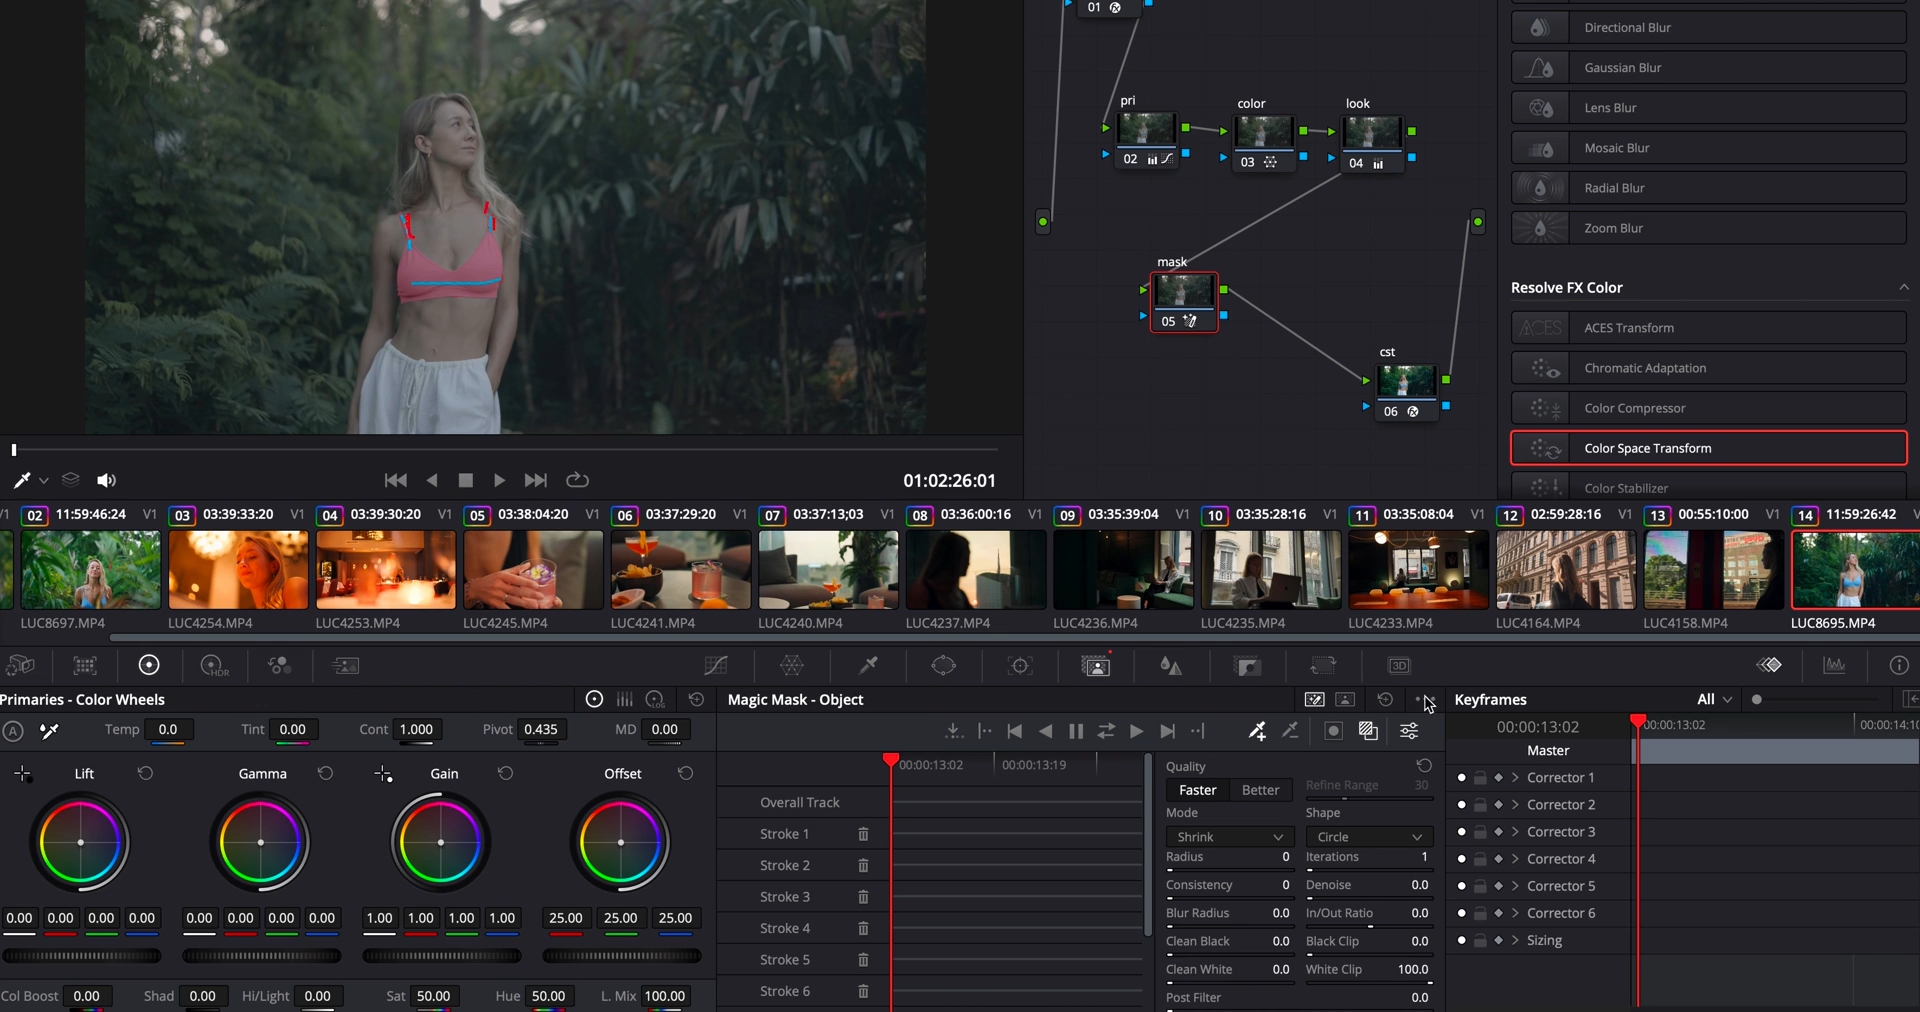 01
pri
color
look
02
03
04
mask
05
cst
06
Directional Blur
Gaussian Blur
Lens Blur
Mosaic Blur
Radial Blur
Zoom Blur
Resolve FX Color
ACES
ACES Transform
Chromatic Adaptation
Color Compressor
Color Space Transform
Color Stabilizer
01:02:26:01
V1 02 11:59:46:24 V1 03 03:39:33:20 V1 04 03:39:30:20 V1 05 03:38:04:20 V1 06 03:37:29:20 V1 07 03:37:13;03 V1 08 03:36:00:16 V1 09 03:35:39:04 V1 10 03:35:28:16 V1 11 03:35:08:04 V1 12 02:59:28:16 V1 13 00:55:10:00 V1 14 11:59:26:42
LUC8697.MP4 LUC4254.MP4 LUC4253.MP4 LUC4245.MP4 LUC4241.MP4 LUC4240.MP4 LUC4237.MP4 LUC4236.MP4 LUC4235.MP4 LUC4233.MP4 LUC4164.MP4 LUC4158.MP4 LUC8695.MP4
HDR
3D
Primaries - Color Wheels
LOG
A Temp 0.0 Tint 0.00 Cont 1.000 Pivot 0.435 MD 0.00
Lift Gamma Gain Offset
0.00 0.00 0.00 0.00 0.00 0.00 0.00 0.00 1.00 1.00 1.00 1.00 25.00 25.00 25.00
Col Boost 0.00 Shad 0.00 Hi/Light 0.00 Sat 50.00 Hue 50.00 L. Mix 100.00
Magic Mask - Object
00:00:13:02 00:00:13:19
Overall Track
Stroke 1
Stroke 2
Stroke 3
Stroke 4
Stroke 5
Stroke 6
Quality
Faster Better Refine Range 30
Mode Shape
Shrink Circle
Radius 0 Iterations 1
Consistency 0 Denoise 0.0
Blur Radius 0.0 In/Out Ratio 0.0
Clean Black 0.0 Black Clip 0.0
Clean White 0.0 White Clip 100.0
Post Filter 0.0
Keyframes All
00:00:13:02 00:00:13:02 00:00:14:10
Master
Corrector 1
Corrector 2
Corrector 3
Corrector 4
Corrector 5
Corrector 6
Sizing